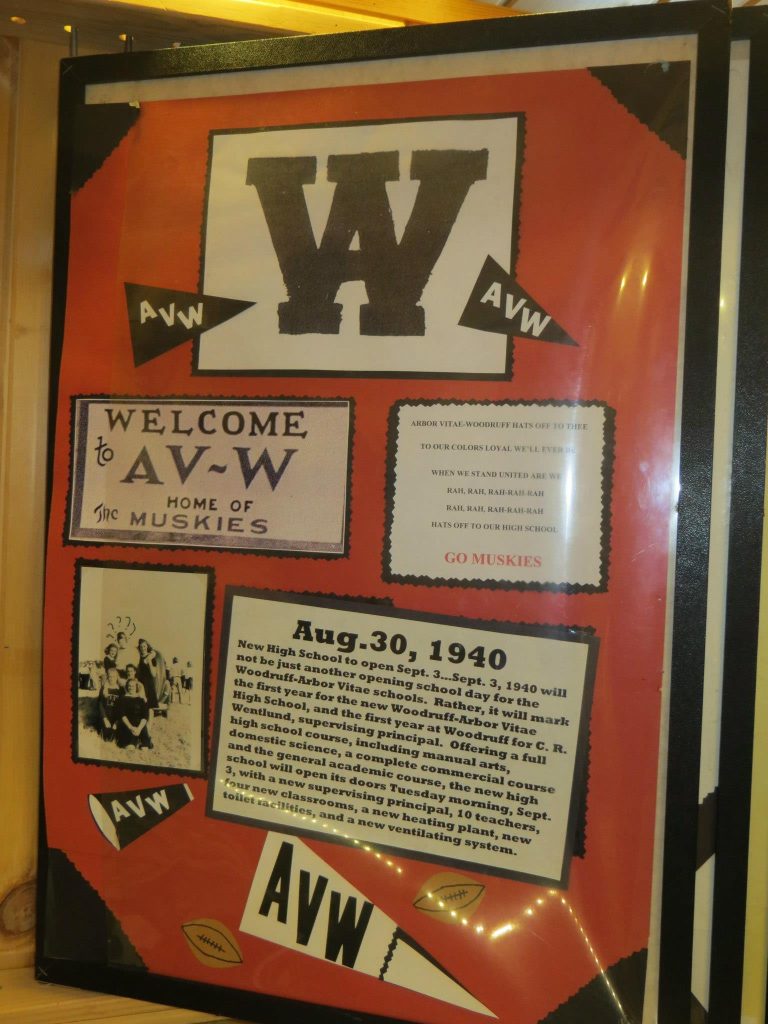 AW
AVW
AVW
WELCOME
to AV~W
HOME OF
The MUSKIES
ARBOR VITAE-WOODRUFF HATS OFF TO THEE
TO OUR COLORS LOYAL WE'LL EVER BE
WHEN WE STAND UNITED ARE WE
RAH, RAH, RAH-RAH-RAH
RAH, RAH, RAH-RAH-RAH
HATS OFF TO OUR HIGH SCHOOL
GO MUSKIES
Aug.30, 1940
New High School to open Sept. 3...Sept. 3, 1940 will
not be just another opening school day for the
Woodruff-Arbor Vitae schools. Rather, it will mark
the first year for the new Woodruff-Arbor Vitae
High School, and the first year at Woodruff for C. R.
Wentlund, supervising principal. Offering a full
high school course, including manual arts,
domestic science, a complete commercial course
and the general academic course, the new high
school will open its doors Tuesday morning, Sept.
3, with a new supervising principal, 10 teachers,
four new classrooms, a new heating plant, new
toilet facilities, and a new ventilating system.
AVW
AVW